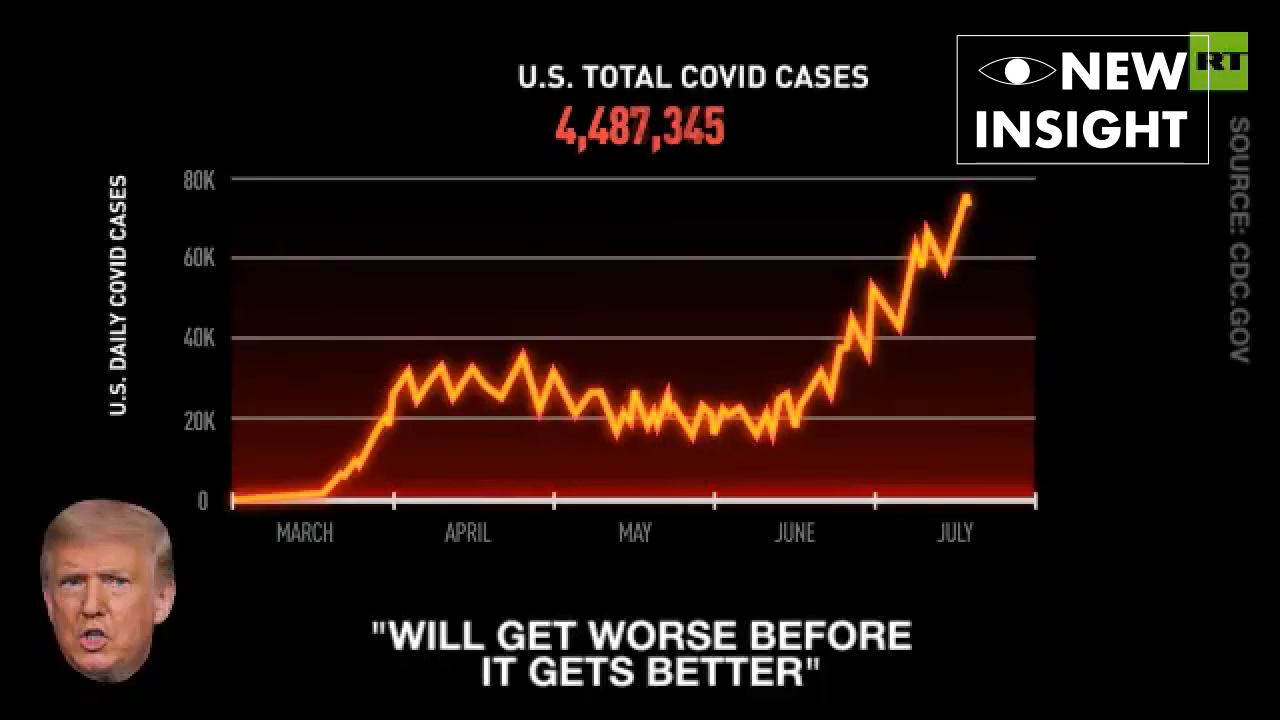 U.S. TOTAL COVID CASES
4,487,345
NEW
INSIGHT
RT
SOURCE: CDC.GOV
U.S. DAILY COVID CASES
80K
60K
40K
20K
0
MARCH APRIL MAY JUNE JULY
"WILL GET WORSE BEFORE
IT GETS BETTER"